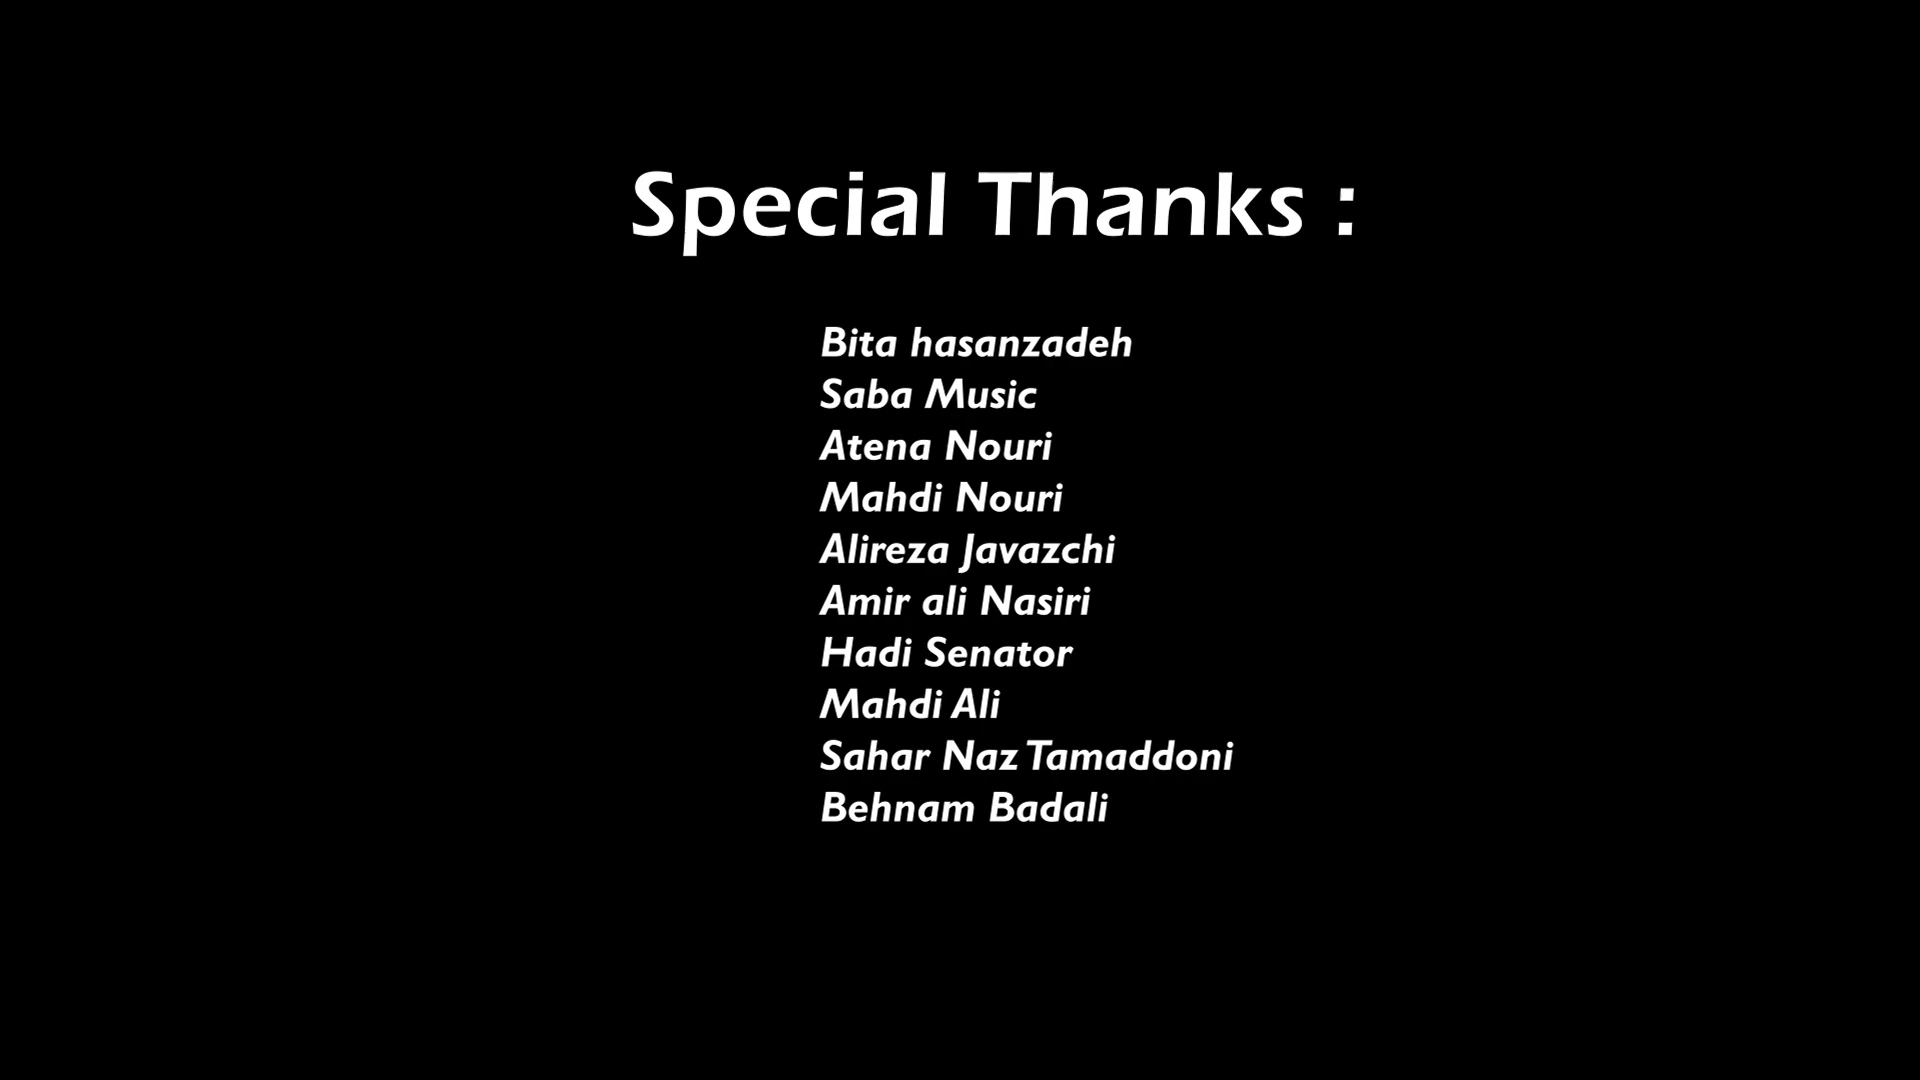 Special Thanks :
Bita hasanzadeh
Saba Music
Atena Nouri
Mahdi Nouri
Alireza Javazchi
Amir ali Nasiri
Hadi Senator
Mahdi Ali
Sahar Naz Tamaddoni
Behnam Badali